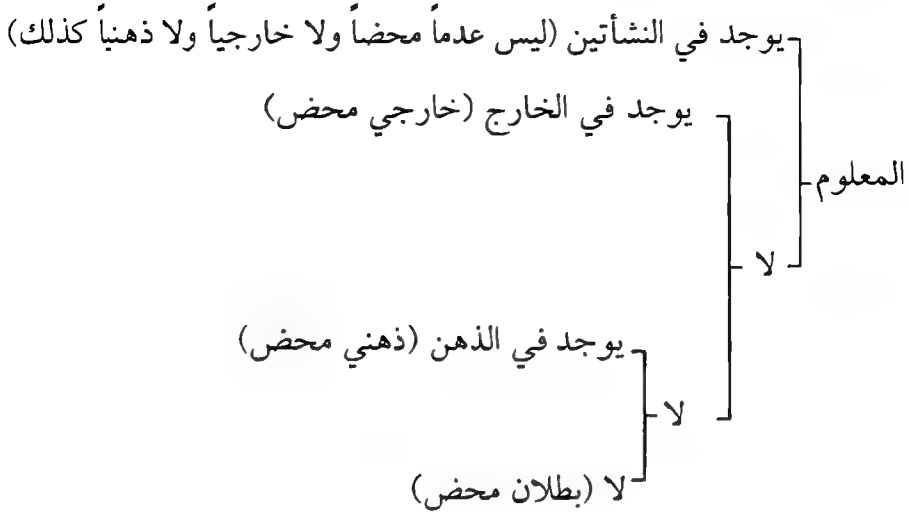 يوجد في النشأتين (ليس عدماً محضاً ولا خارجياً ولا ذهنياً كذلك)
يوجد في الخارج (خارجي محض)
المعلوم
لا
يوجد في الذهن (ذهني محض)
لا
لا (بطلان محض)